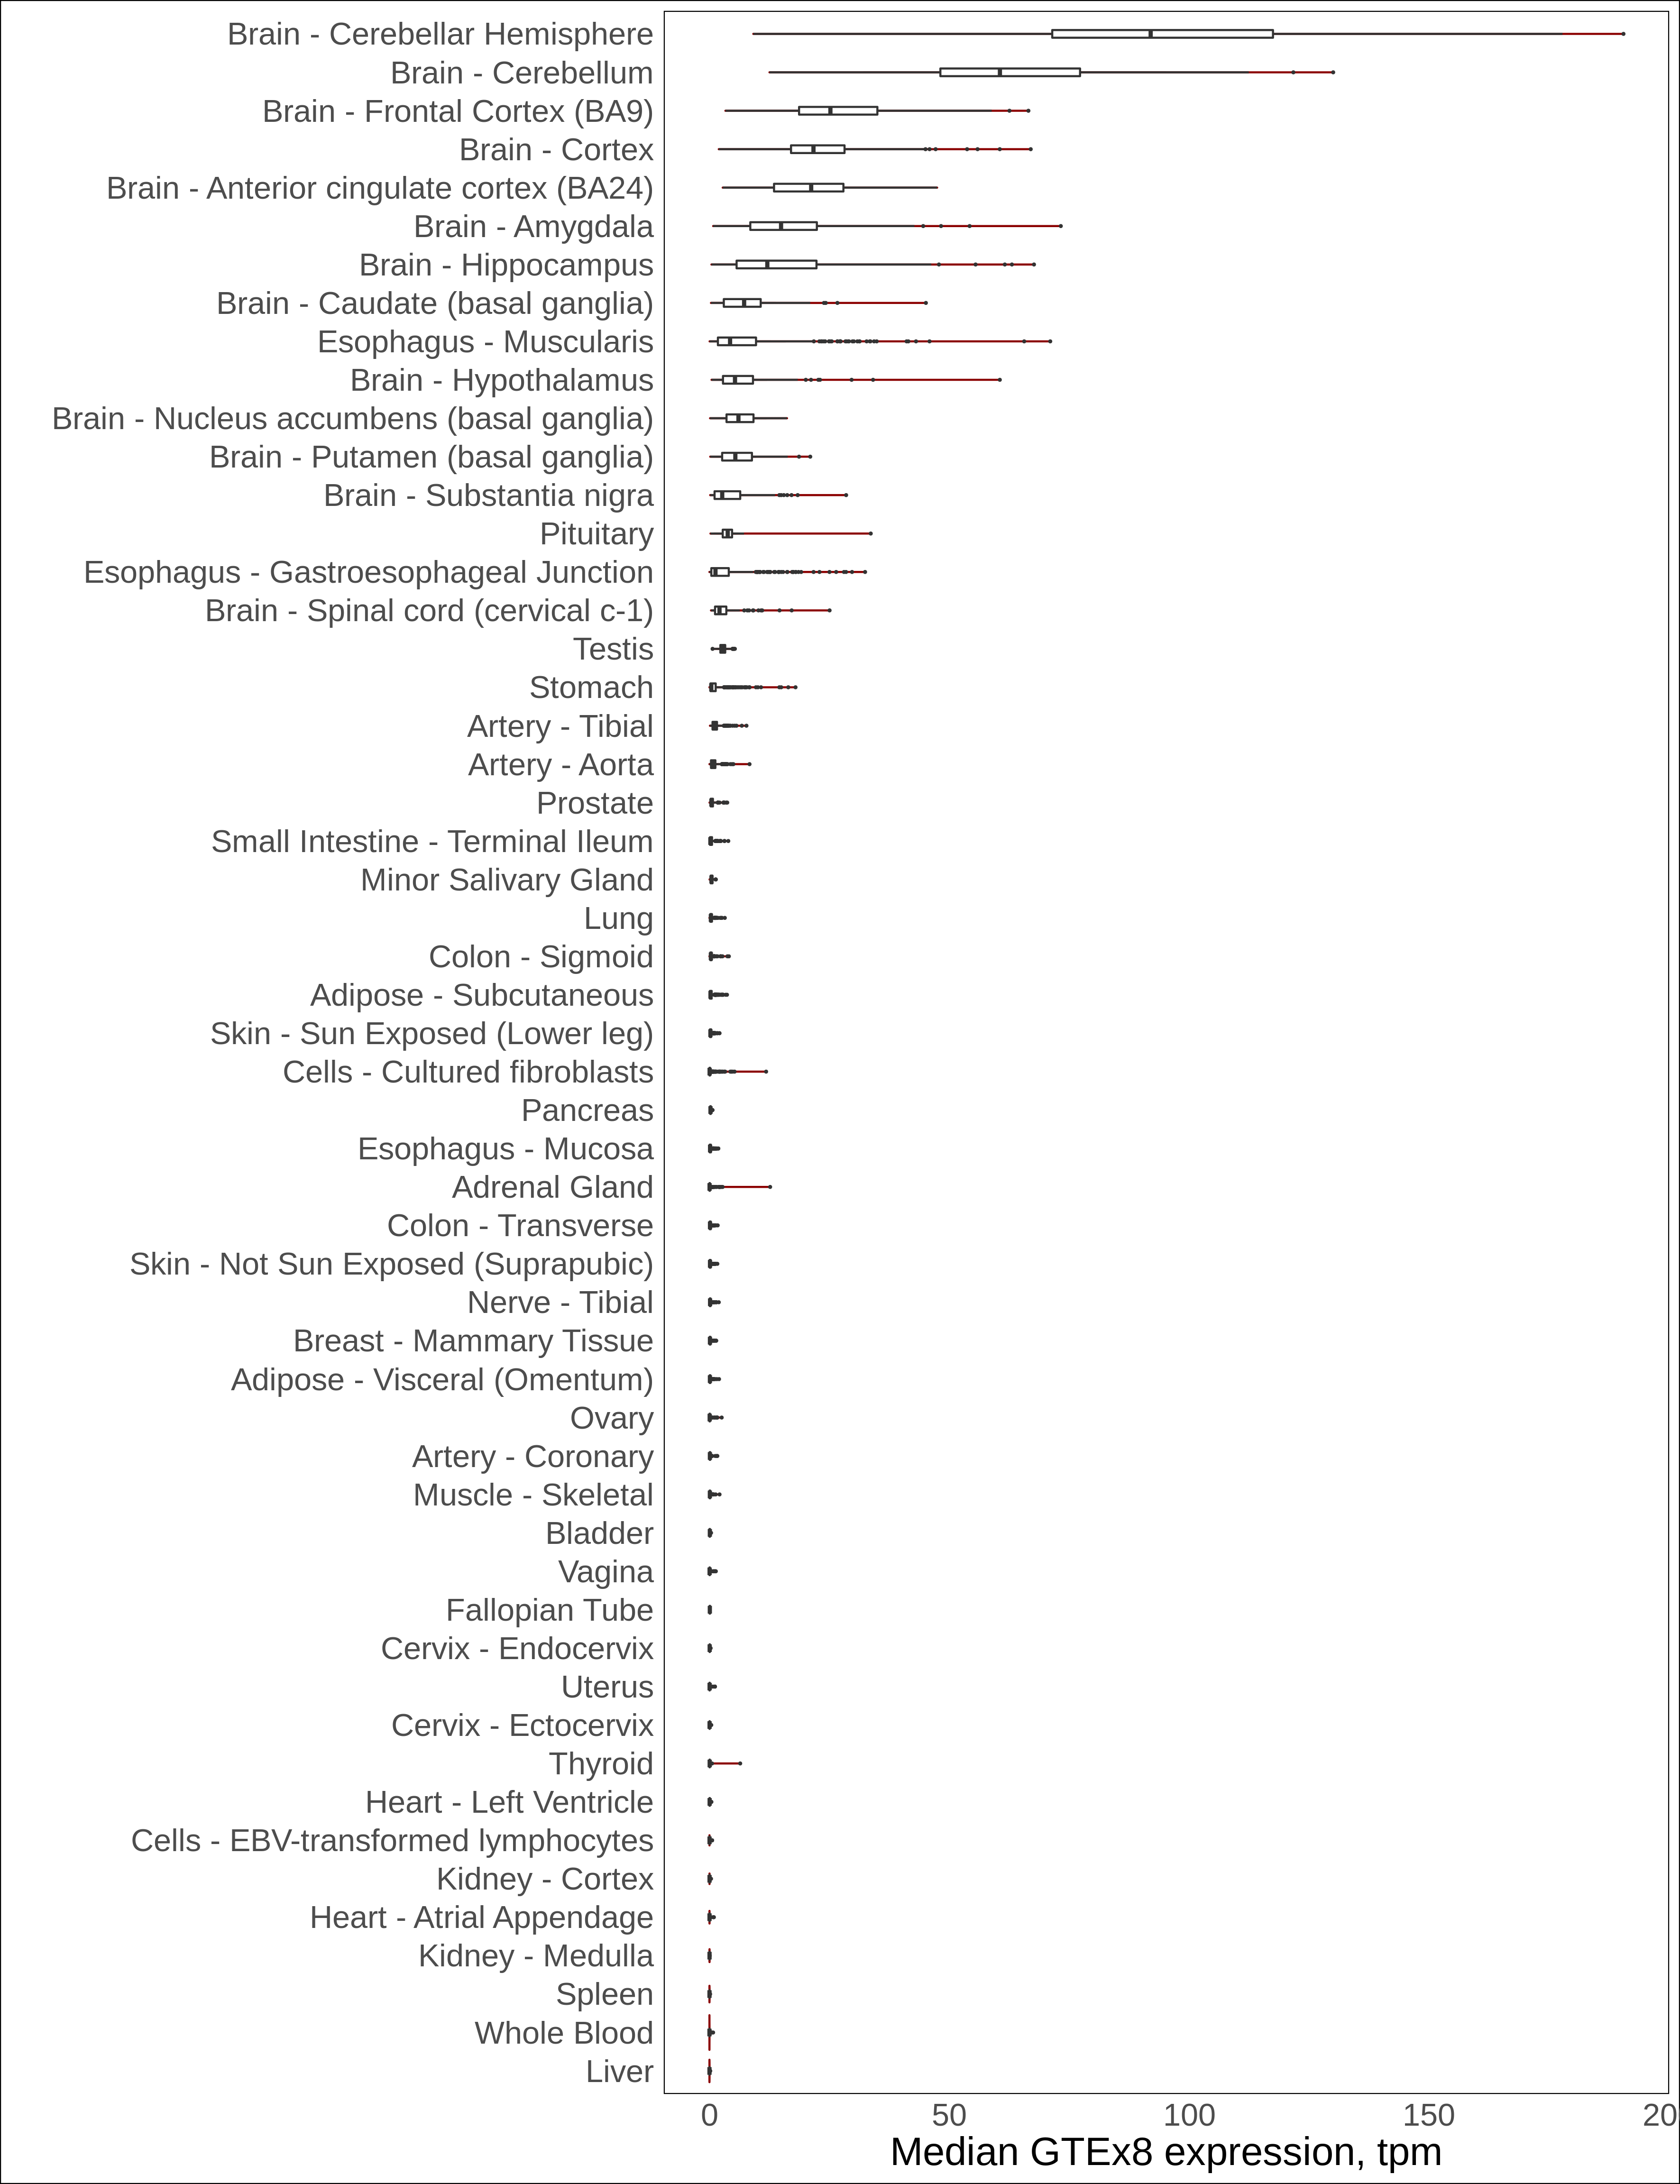 Brain - Cerebellar Hemisphere
Brain - Cerebellum
Brain - Frontal Cortex (BA9)
Brain - Cortex
Brain - Anterior cingulate cortex (BA24)
Brain - Amygdala
Brain - Hippocampus
Brain - Caudate (basal ganglia)
Esophagus - Muscularis
Brain - Hypothalamus
Brain - Nucleus accumbens (basal ganglia)
Brain - Putamen (basal ganglia)
Brain - Substantia nigra
Pituitary
Esophagus - Gastroesophageal Junction
Brain - Spinal cord (cervical c-1)
Testis
Stomach
Artery - Tibial
Artery - Aorta
Prostate
Small Intestine - Terminal Ileum
Minor Salivary Gland
Lung
Colon - Sigmoid
Adipose - Subcutaneous
Skin - Sun Exposed (Lower leg)
Cells - Cultured fibroblasts
Pancreas
Esophagus - Mucosa
Adrenal Gland
Colon - Transverse
Skin - Not Sun Exposed (Suprapubic)
Nerve - Tibial
Breast - Mammary Tissue
Adipose - Visceral (Omentum)
Ovary
Artery - Coronary
Muscle - Skeletal
Bladder
Vagina
Fallopian Tube
Cervix - Endocervix
Uterus
Cervix - Ectocervix
Thyroid
Heart - Left Ventricle
Cells - EBV-transformed lymphocytes
Kidney - Cortex
Heart - Atrial Appendage
Kidney - Medulla
Spleen
Whole Blood
Liver
0 50 100 150 20
Median GTEx8 expression, tpm